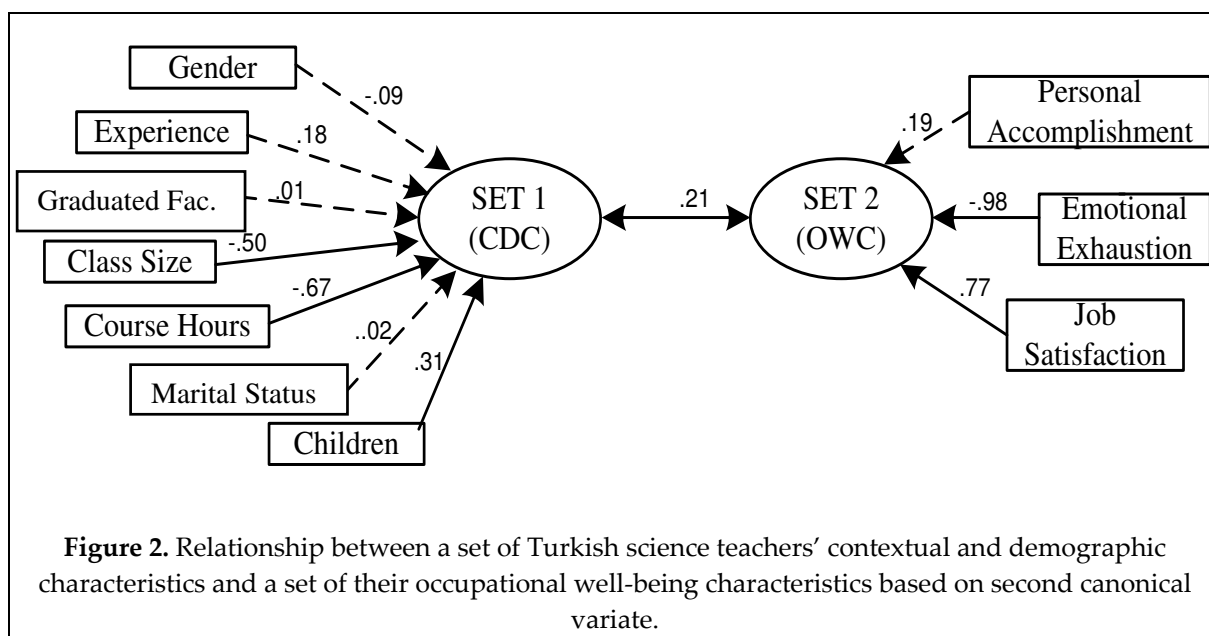 Gender
-.09
Experience
.18
Graduated Fac.
.01
Class Size
-.50
Course Hours
-.67
Marital Status
..02
Children
.31
SET 1
(CDC)
.21
SET 2
(OWC)
Personal
Accomplishment
.19
Emotional
Exhaustion
-.98
Job
Satisfaction
.77
Figure 2. Relationship between a set of Turkish science teachers’ contextual and demographic
characteristics and a set of their occupational well-being characteristics based on second canonical
variate.